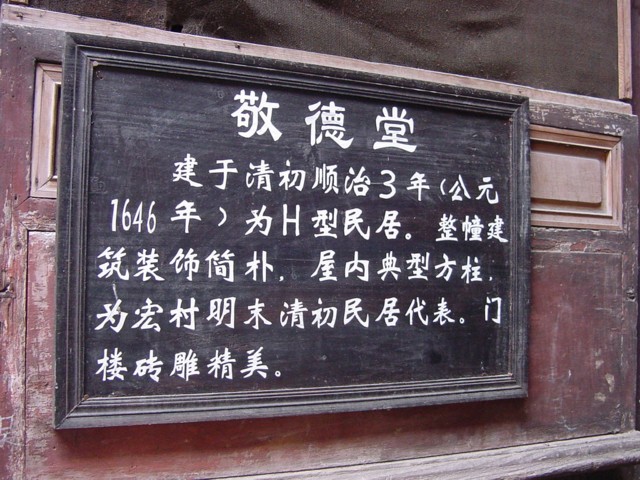 敬德堂
建于清初顺治3年(公元
1646年)为H型民居。整幢建
筑装饰简朴，屋内典型方柱，
为宏村明末清初民居代表。门
楼砖雕精美。